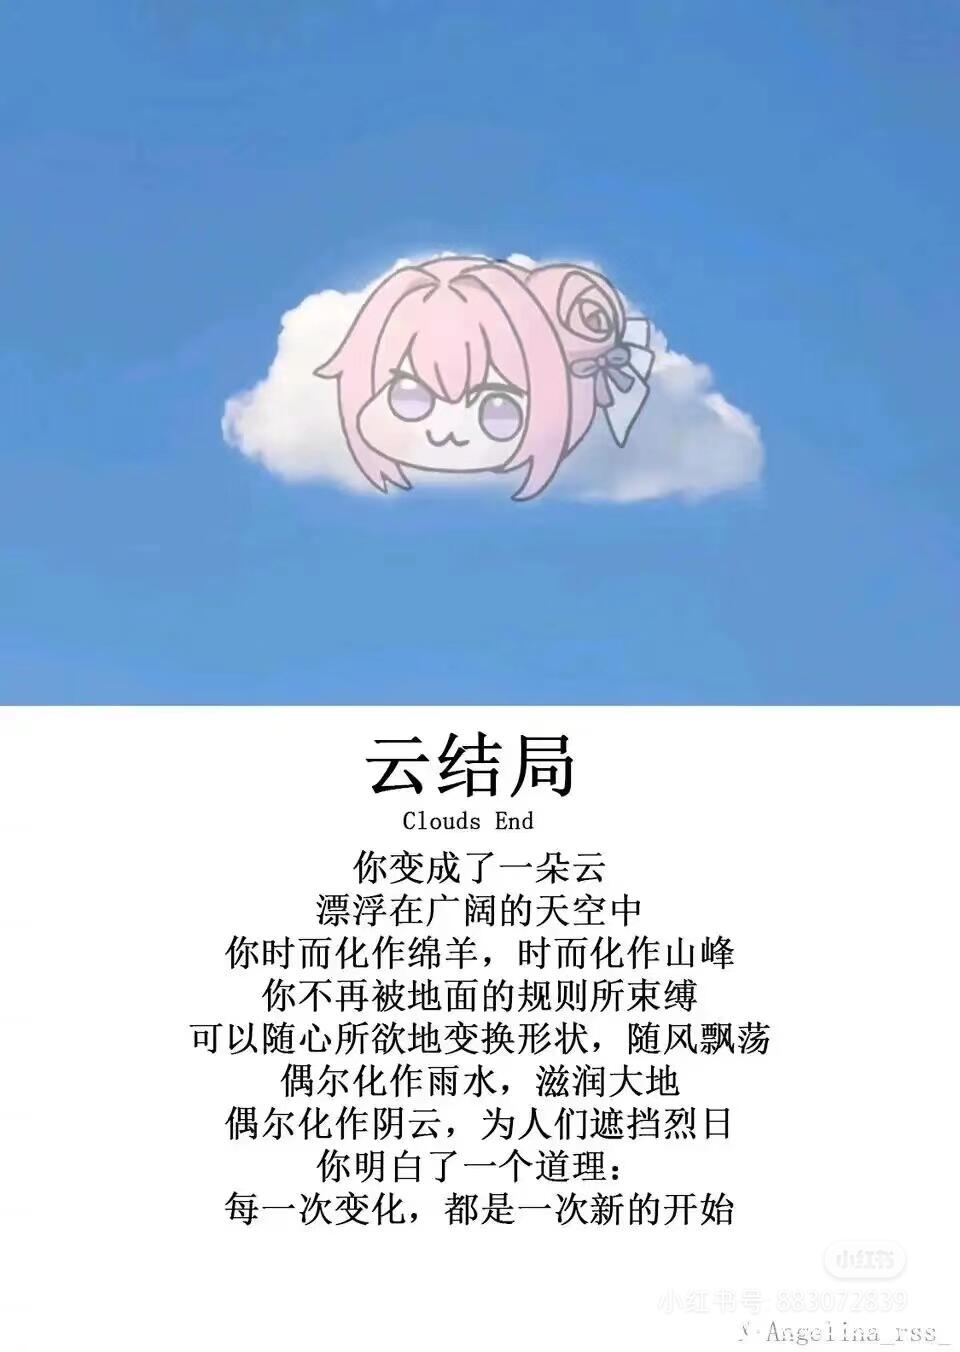 云结局
Clouds End
你变成了一朵云
漂浮在广阔的天空中
你时而化作绵羊，时而化作山峰
你不再被地面的规则所束缚
可以随心所欲地变换形状，随风飘荡
偶尔化作雨水，滋润大地
偶尔化作阴云，为人们遮挡烈日
你明白了一个道理：
每一次变化，都是一次新的开始
小红书
小红书号: 883072839
Angelina_rss_